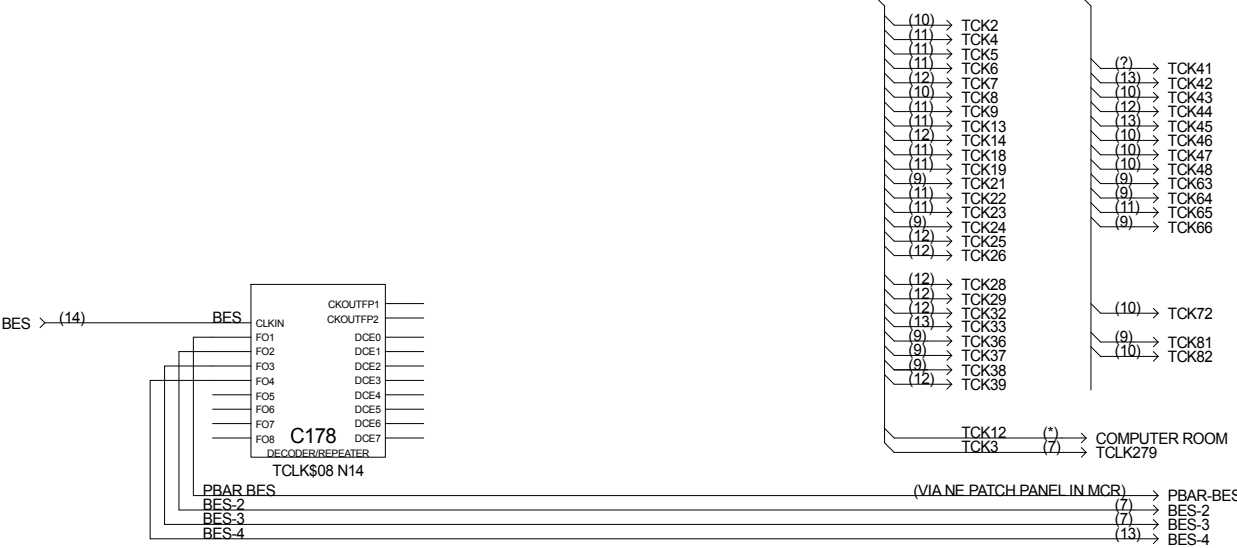 (10) TCK2
(11) TCK4
(11) TCK5
(11) TCK6
(12) TCK7
(10) TCK8
(11) TCK9
(11) TCK13
(12) TCK14
(11) TCK18
(11) TCK19
(9) TCK21
(11) TCK22
(11) TCK23
(9) TCK24
(12) TCK25
(12) TCK26
(12) TCK28
(12) TCK29
(12) TCK32
(13) TCK33
(9) TCK36
(9) TCK37
(9) TCK38
(12) TCK39
(?) TCK41
(13) TCK42
(10) TCK43
(12) TCK44
(13) TCK45
(10) TCK46
(10) TCK47
(10) TCK48
(9) TCK63
(9) TCK64
(11) TCK65
(9) TCK66
(10) TCK72
(9) TCK81
(10) TCK82
TCK12 (*) COMPUTER ROOM
TCK3 (7) TCLK279
BES (14) BES CLKIN
CKOUTFP1
CKOUTFP2
FO1 DCE0
FO2 DCE1
FO3 DCE2
FO4 DCE3
FO5 DCE4
FO6 DCE5
FO7 DCE6
FO8 C178 DCE7
DECODER/REPEATER
TCLK$08 N14
PBAR BES (VIA NE PATCH PANEL IN MCR) PBAR-BES
BES-2 (7) BES-2
BES-3 (7) BES-3
BES-4 (13) BES-4